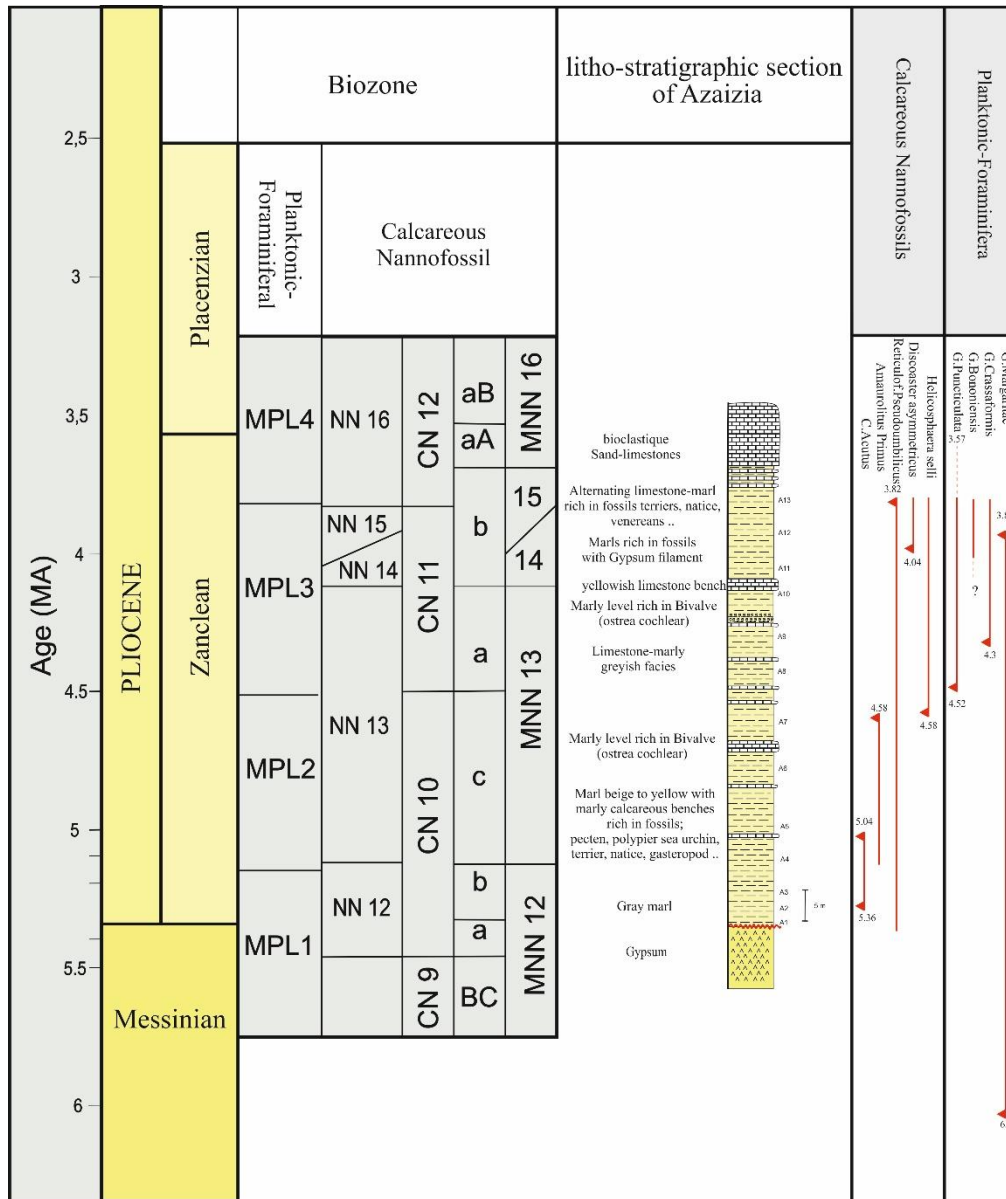 Age (MA)
2,5
3
3,5
4
4.5
5
5.5
6
PLIOCENE
Placenzian
Zanclean
Messinian
Biozone
Planktonic-
Foraminiferal
Calcareous
Nannofossil
MPL4
MPL3
MPL2
MPL1
NN 16
NN 15
NN 14
NN 13
NN 12
CN 12
CN 11
CN 10
CN 9
aB
aA
b
a
c
b
a
BC
MNN 16
15
14
MNN 13
MNN 12
litho-stratigraphic section
of Azaizia
bioclastique
Sand-limestones
Alternating limestone-marl
rich in fossils terriers, natice,
venereans ..
Marls rich in fossils
with Gypsum filament
yellowish limestone bench
Marly level rich in Bivalve
(ostrea cochlear)
Limestone-marly
greyish facies
Marly level rich in Bivalve
(ostrea cochlear)
Marl beige to yellow with
marly calcareous benches
rich in fossils;
pecten, polypier sea urchin,
terrier, natice, gasteropod ..
Gray marl
Gypsum
A13
A12
A11
A10
A9
A8
A7
A6
A5
A4
A3
A2
A1
5 m
Calcareous Nannofossils
C.Acutus
Amaurolitus Primus
Reticulof.Pseudoumbilicus
Discoaster asymmetricus
Helicosphaera selli
3.82
4.04
4.58
4.58
5.04
5.36
Planktonic-Foraminifera
G.Puncticulata
G.Bononiensis
G.Crassaformis
3.57
?
4.3
4.52